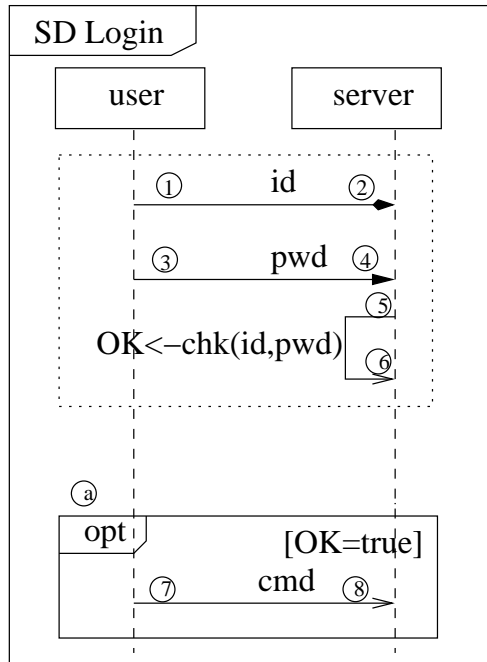 SD Login
user server
1 id 2
3 pwd 4
5
OK<−chk(id,pwd)
6
a
opt
[OK=true]
7 cmd 8